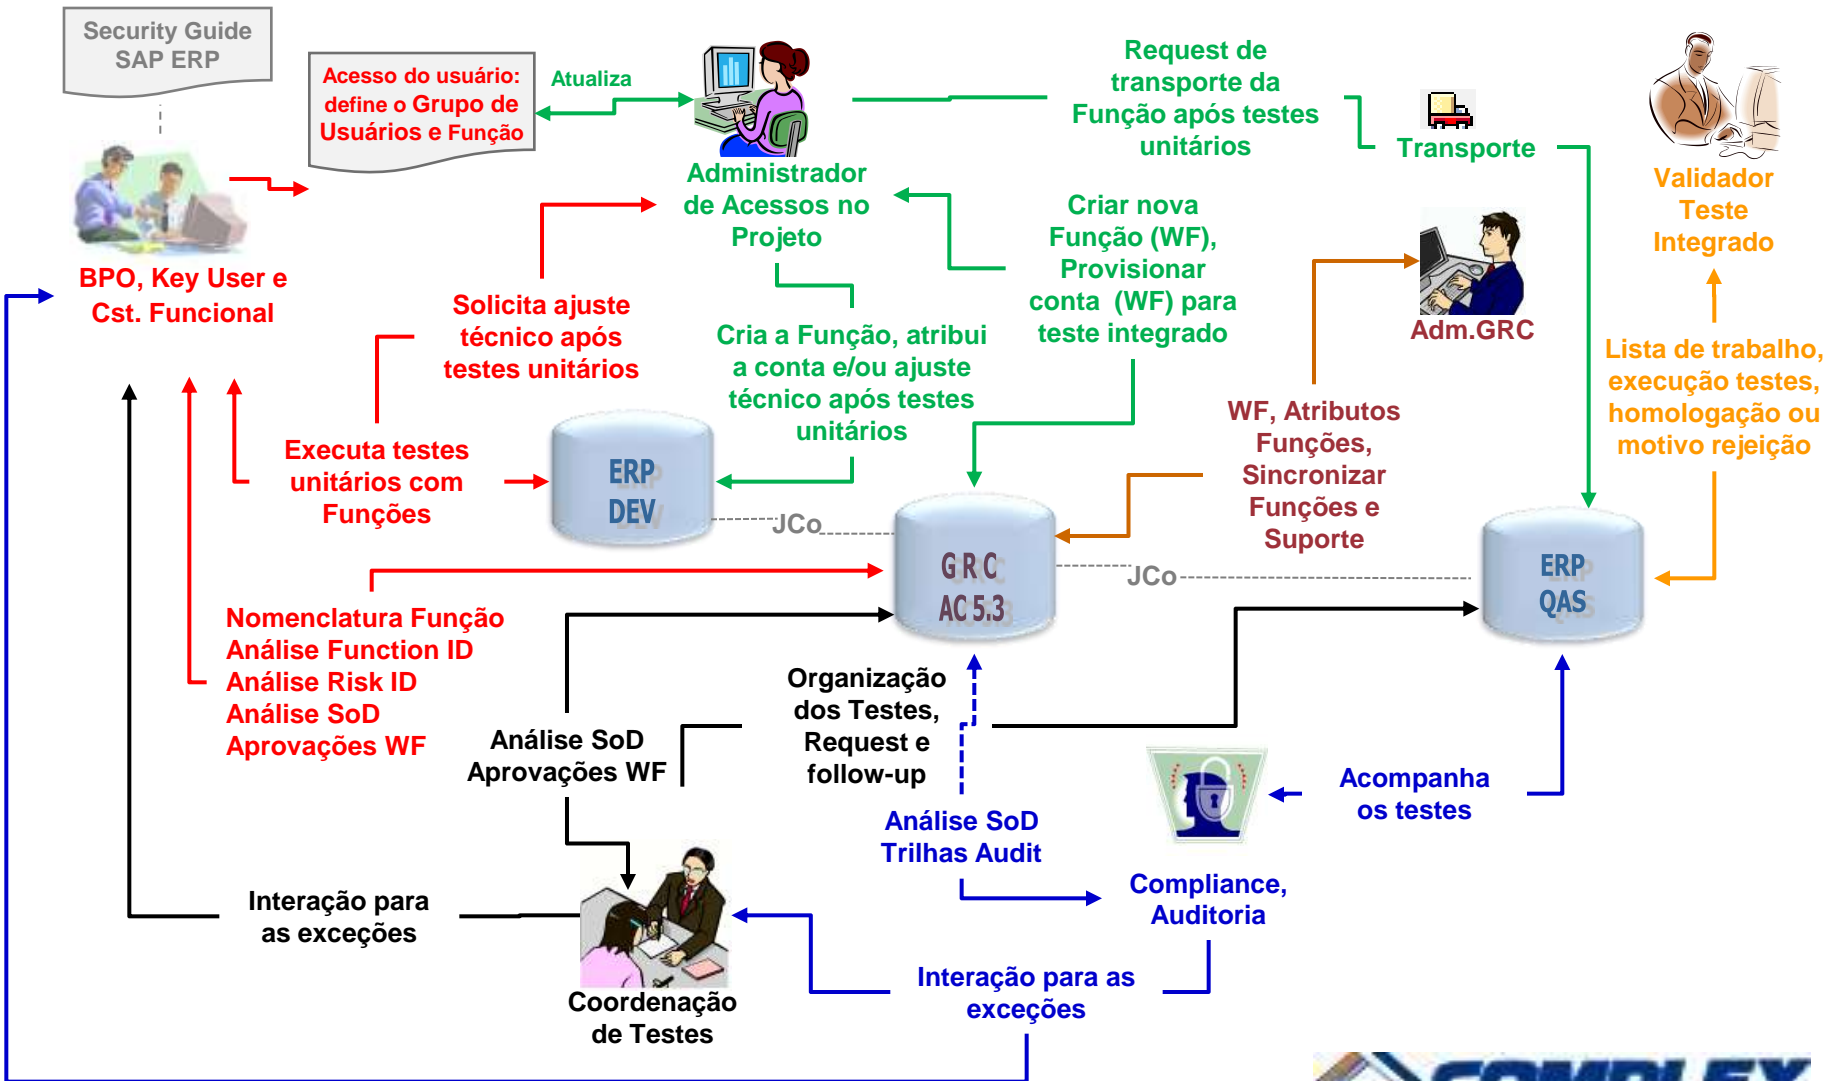 Security Guide
SAP ERP
Acesso do usuário:
define o Grupo de
Usuários e Função
Atualiza
Administrador
de Acessos no
Projeto
Request de
transporte da
Função após testes
unitários
Transporte
Validador
Teste
Integrado
BPO, Key User e
Cst. Funcional
Solicita ajuste
técnico após
testes unitários
Criar nova
Função (WF),
Provisionar
conta (WF) para
teste integrado
Adm.GRC
Cria a Função, atribui
a conta e/ou ajuste
técnico após testes
unitários
Lista de trabalho,
execução testes,
homologação ou
motivo rejeição
WF, Atributos
Funções,
Sincronizar
Funções e
Suporte
Executa testes
unitários com
Funções
ERP
DEV
JCo
G R C
AC 5.3
JCo
ERP
QAS
Nomenclatura Função
Análise Function ID
Análise Risk ID
Análise SoD
Aprovações WF
Análise SoD
Aprovações WF
Organização
dos Testes,
Request e
follow-up
Análise SoD
Trilhas Audit
Acompanha
os testes
Compliance,
Auditoria
Interação para
as exceções
Coordenação
de Testes
Interação para as
exceções
COMPLEX